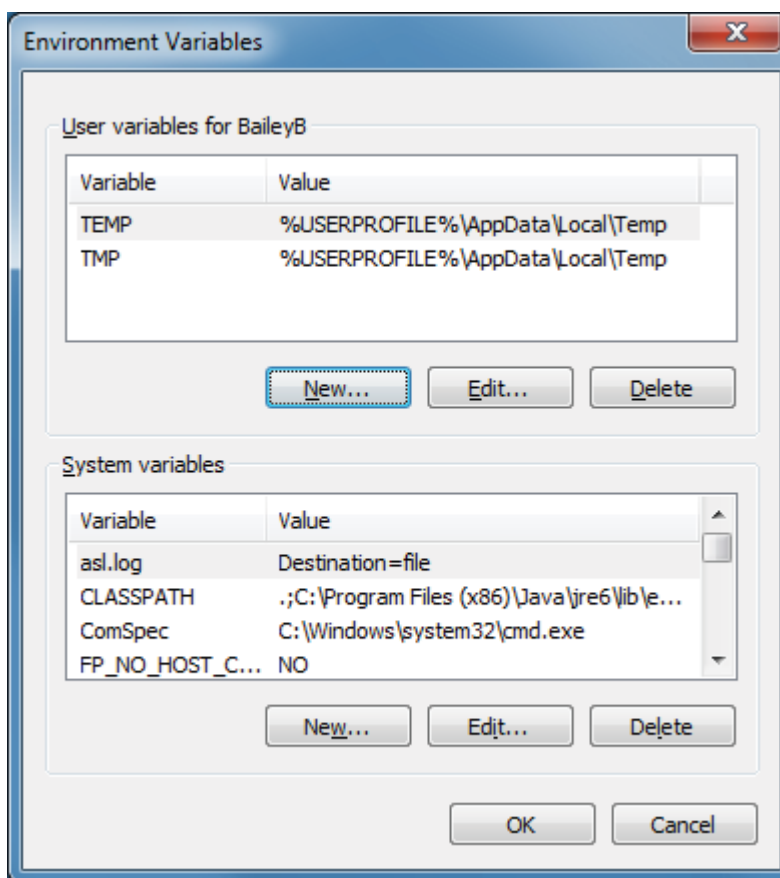 Environment Variables
User variables for BaileyB
Variable Value
TEMP %USERPROFILE%\AppData\Local\Temp
TMP %USERPROFILE%\AppData\Local\Temp
New... Edit... Delete
System variables
Variable Value
asl.log Destination=file
CLASSPATH .;C:\Program Files (x86)\Java\jre6\lib\e...
ComSpec C:\Windows\system32\cmd.exe
FP_NO_HOST_C... NO
New... Edit... Delete
OK Cancel